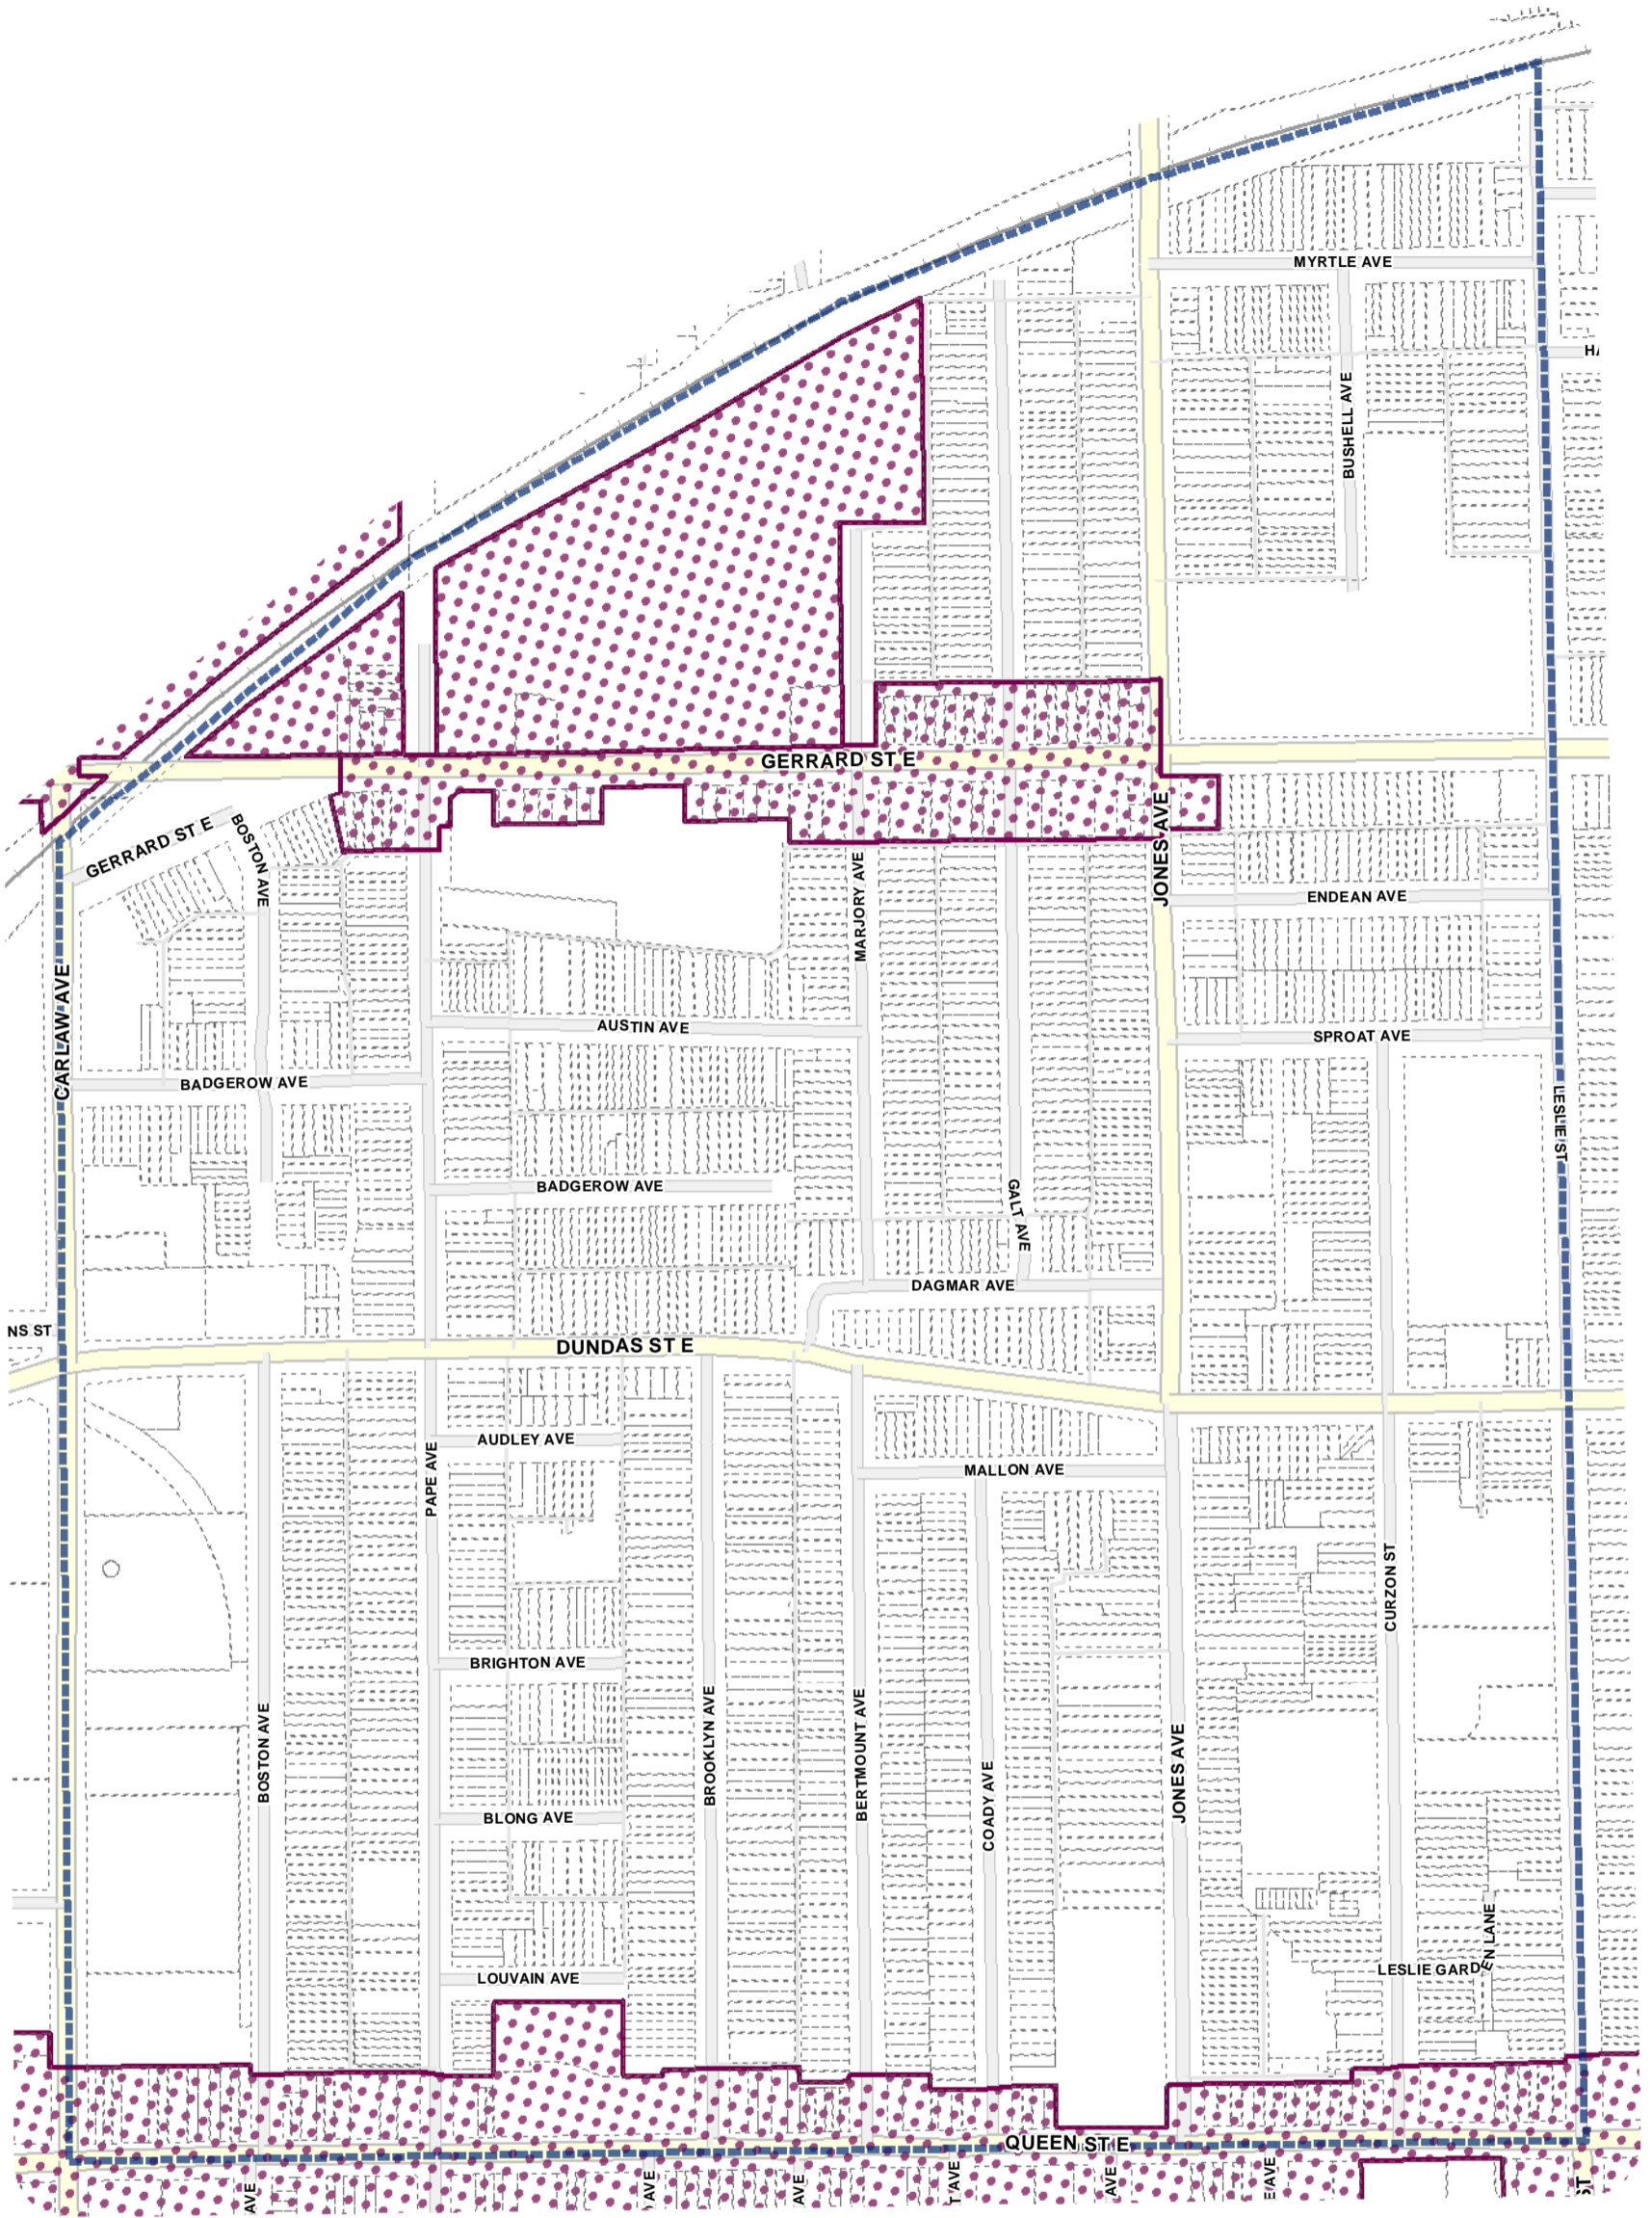 MYRTLE AVE
HA
BUSHELL AVE
GERRARD ST E
GERRARD ST E
BOSTON AVE
JONES AVE
MARJORY AVE
ENDEAN AVE
CARLAW AVE
AUSTIN AVE
SPROAT AVE
BADGEROW AVE
LESLIE ST
BADGEROW AVE
GALT AVE
DAGMAR AVE
NS ST
DUNDAS ST E
AUDLEY AVE
PAPE AVE
MALLON AVE
CURZON ST
BRIGHTON AVE
BOSTON AVE
BROOKLYN AVE
BERTMOUNT AVE
JONES AVE
COADY AVE
BLONG AVE
LESLIE GARDEN LANE
LOUVAIN AVE
QUEEN ST E
AVE
AVE
AVE
T AVE
AVE
E AVE
ST